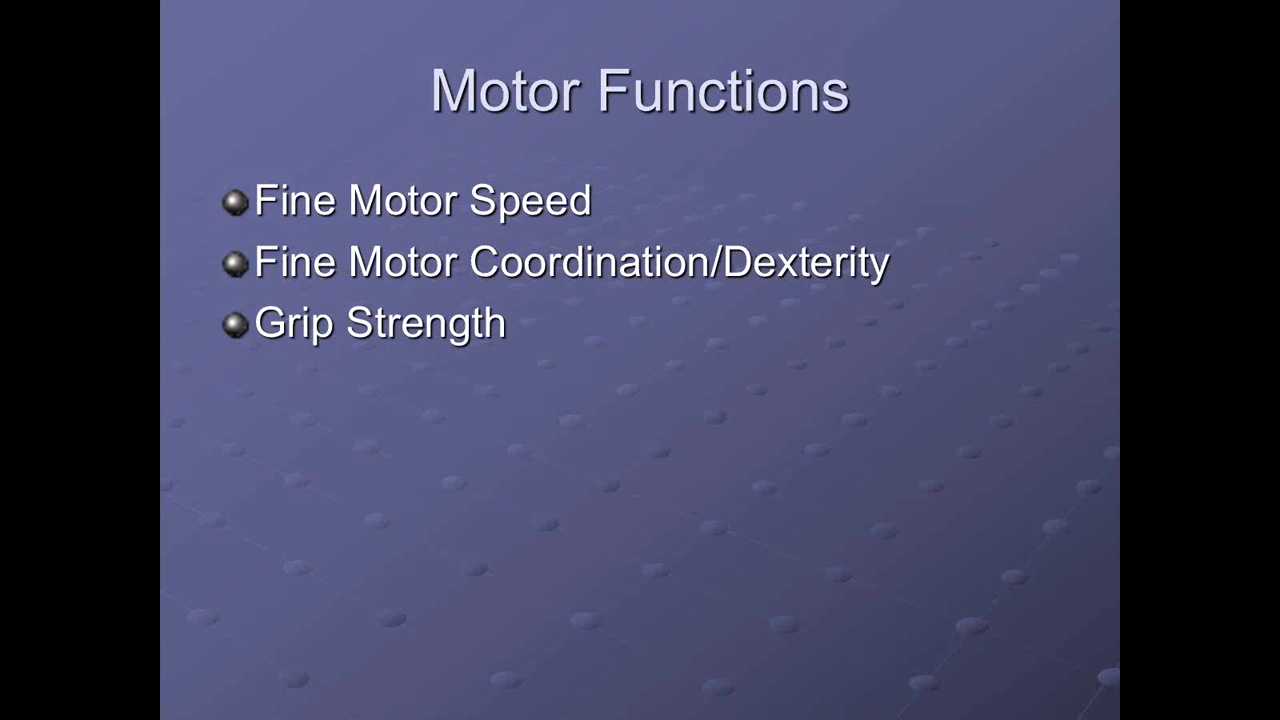 Motor Functions
Fine Motor Speed
Fine Motor Coordination/Dexterity
Grip Strength